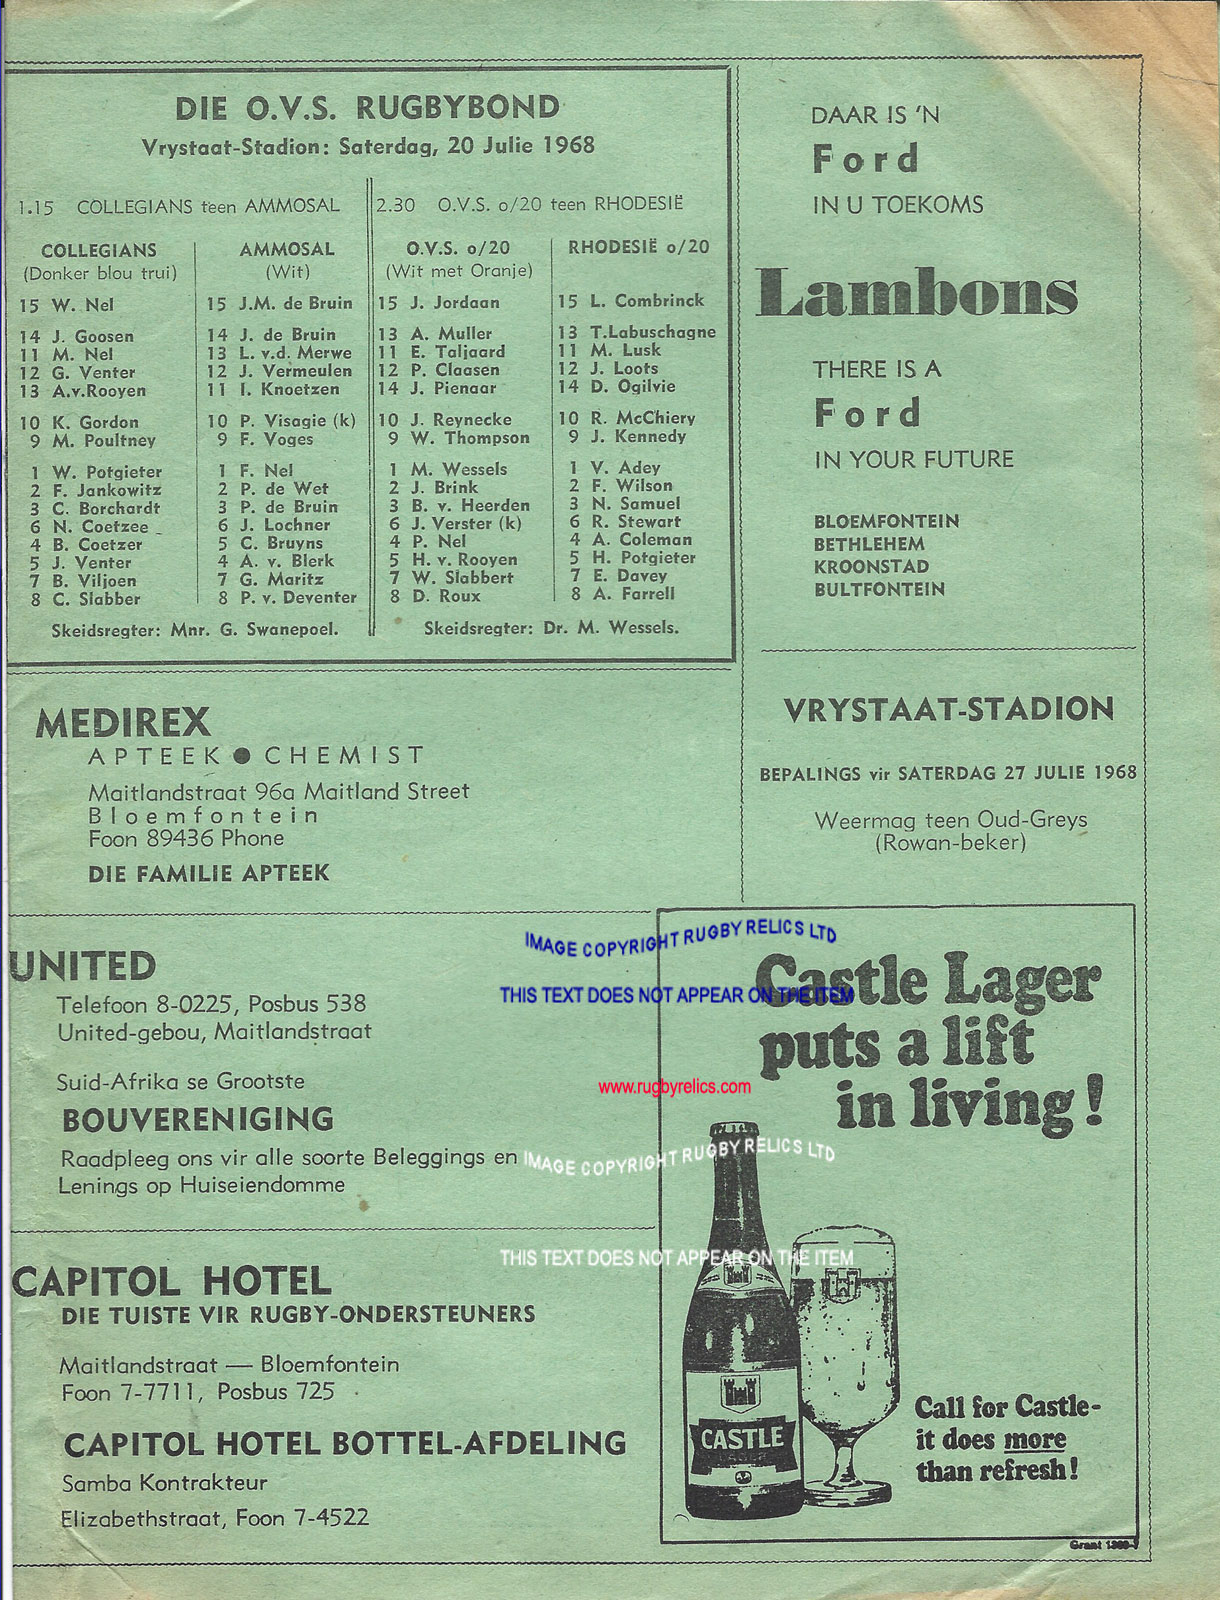 DIE O.V.S. RUGBYBOND
Vrystaat-Stadion: Saterdag, 20 Julie 1968
1.15 COLLEGIANS teen AMMOSAL
COLLEGIANS
(Donker blou trui)
15 W. Nel
14 J. Goosen
11 M. Nel
12 G. Venter
13 A.v.Rooyen
10 K. Gordon
9 M. Poultney
1 W. Potgieter
2 F. Jankowitz
3 C. Borchardt
6 N. Coetzee
4 B. Coetzer
5 J. Venter
7 B. Viljoen
8 C. Slabber
AMMOSAL
(Wit)
15 J.M. de Bruin
14 J. de Bruin
13 L. v.d. Merwe
12 J. Vermeulen
11 I. Knoetzen
10 P. Visagie (k)
9 F. Voges
1 F. Nel
2 P. de Wet
3 P. de Bruin
6 J. Lochner
5 C. Bruyns
4 A. v. Blerk
7 G. Maritz
8 P. v. Deventer
Skeidsregter: Mnr. G. Swanepoel.
2.30 O.V.S. o/20 teen RHODESIË
O.V.S. o/20
(Wit met Oranje)
15 J. Jordaan
13 A. Muller
11 E. Taljaard
12 P. Claasen
14 J. Pienaar
10 J. Reynecke
9 W. Thompson
1 M. Wessels
2 J. Brink
3 B. v. Heerden
6 J. Verster (k)
4 P. Nel
5 H. v. Rooyen
7 W. Slabbert
8 D. Roux
RHODESIË o/20
15 L. Combrinck
13 T.Labuschagne
11 M. Lusk
12 J. Loots
14 D. Ogilvie
10 R. McChiery
9 J. Kennedy
1 V. Adey
2 F. Wilson
3 N. Samuel
6 R. Stewart
4 A. Coleman
5 H. Potgieter
7 E. Davey
8 A. Farrell
Skeidsregter: Dr. M. Wessels.
DAAR IS 'N
Ford
IN U TOEKOMS
Lambons
THERE IS A
Ford
IN YOUR FUTURE
BLOEMFONTEIN
BETHLEHEM
KROONSTAD
BULTFONTEIN
VRYSTAAT-STADION
BEPALINGS vir SATERDAG 27 JULIE 1968
Weermag teen Oud-Greys
(Rowan-beker)
MEDIREX
APTEEK ● CHEMIST
Maitlandstraat 96a Maitland Street
Bloemfontein
Foon 89436 Phone
DIE FAMILIE APTEEK
UNITED
Telefoon 8-0225, Posbus 538
United-gebou, Maitlandstraat
Suid-Afrika se Grootste
BOUVERENIGING
Raadpleeg ons vir alle soorte Beleggings en
Lenings op Huiseiendomme
CAPITOL HOTEL
DIE TUISTE VIR RUGBY-ONDERSTEUNERS
Maitlandstraat — Bloemfontein
Foon 7-7711, Posbus 725
CAPITOL HOTEL BOTTEL-AFDELING
Samba Kontrakteur
Elizabethstraat, Foon 7-4522
IMAGE COPYRIGHT RUGBY RELICS LTD
THIS TEXT DOES NOT APPEAR ON THE ITEM
www.rugbyrelics.com
IMAGE COPYRIGHT RUGBY RELICS LTD
THIS TEXT DOES NOT APPEAR ON THE ITEM
Castle Lager
puts a lift
in living!
CASTLE
Call for Castle-
it does more
than refresh!
Grant